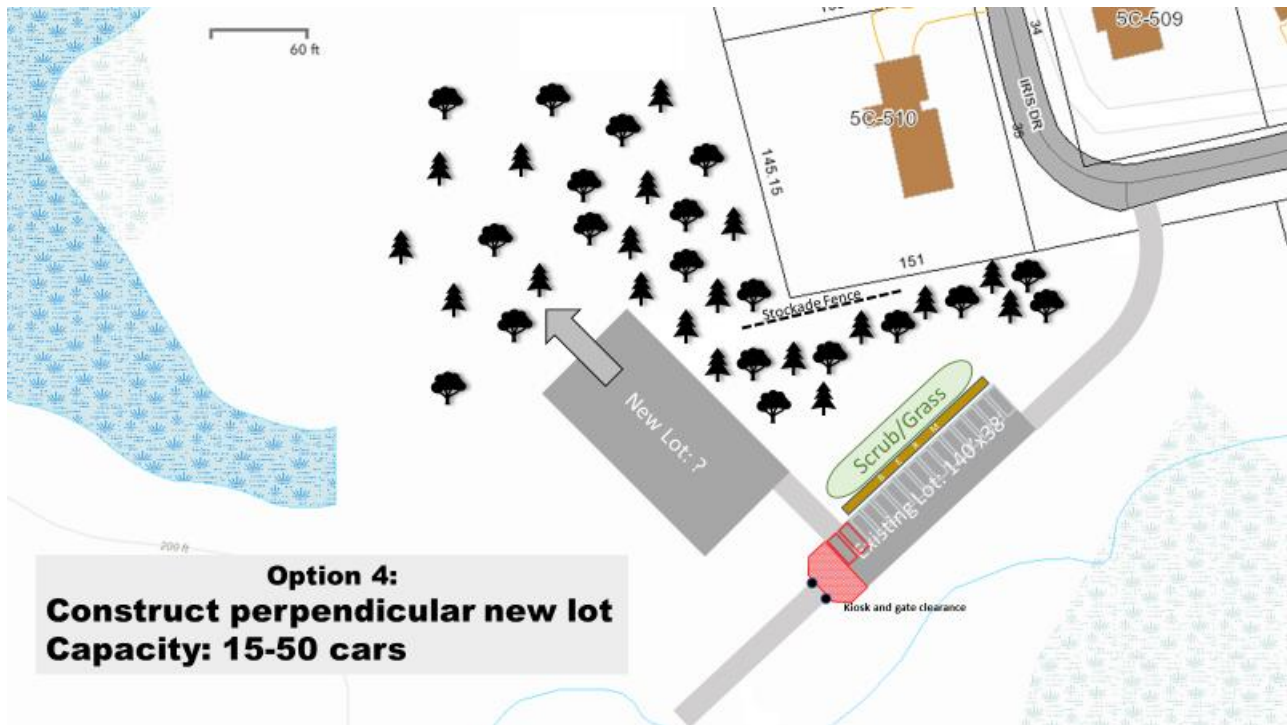 60 ft
5C-509
34
IRIS DR
36
5C-510
145.15
151
Stockade Fence
Scrub/Grass
B E R M
New Lot: ?
Existing Lot: 140'x38'
200 ft
Option 4:
Construct perpendicular new lot
Capacity: 15-50 cars
Kiosk and gate clearance